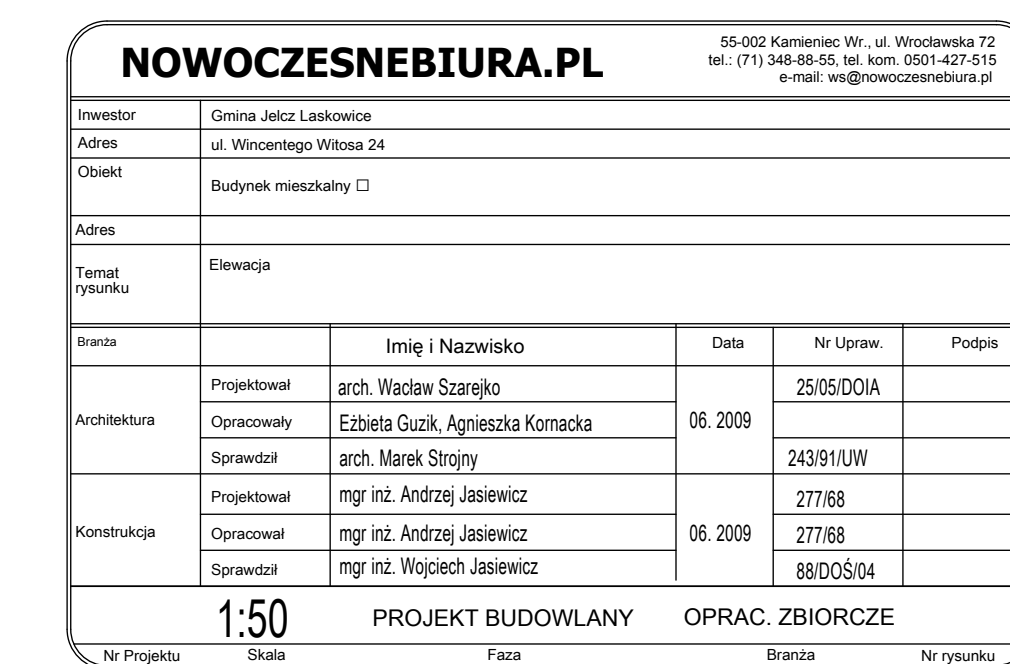 NOWOCZESNEBIURA.PL
55-002 Kamieniec Wr., ul. Wrocławska 72
tel.: (71) 348-88-55, tel. kom. 0501-427-515
e-mail: ws@nowoczesnebiura.pl
Inwestor Gmina Jelcz Laskowice
Adres ul. Wincentego Witosa 24
Obiekt Budynek mieszkalny ☐
Adres
Temat rysunku Elewacja
Branża Imię i Nazwisko Data Nr Upraw. Podpis
Architektura
Projektował arch. Wacław Szarejko 25/05/DOIA
Opracowały Eżbieta Guzik, Agnieszka Kornacka 06. 2009
Sprawdził arch. Marek Strojny 243/91/UW
Konstrukcja
Projektował mgr inż. Andrzej Jasiewicz 277/68
Opracował mgr inż. Andrzej Jasiewicz 06. 2009 277/68
Sprawdził mgr inż. Wojciech Jasiewicz 88/DOŚ/04
1:50 PROJEKT BUDOWLANY OPRAC. ZBIORCZE
Nr Projektu Skala Faza Branża Nr rysunku